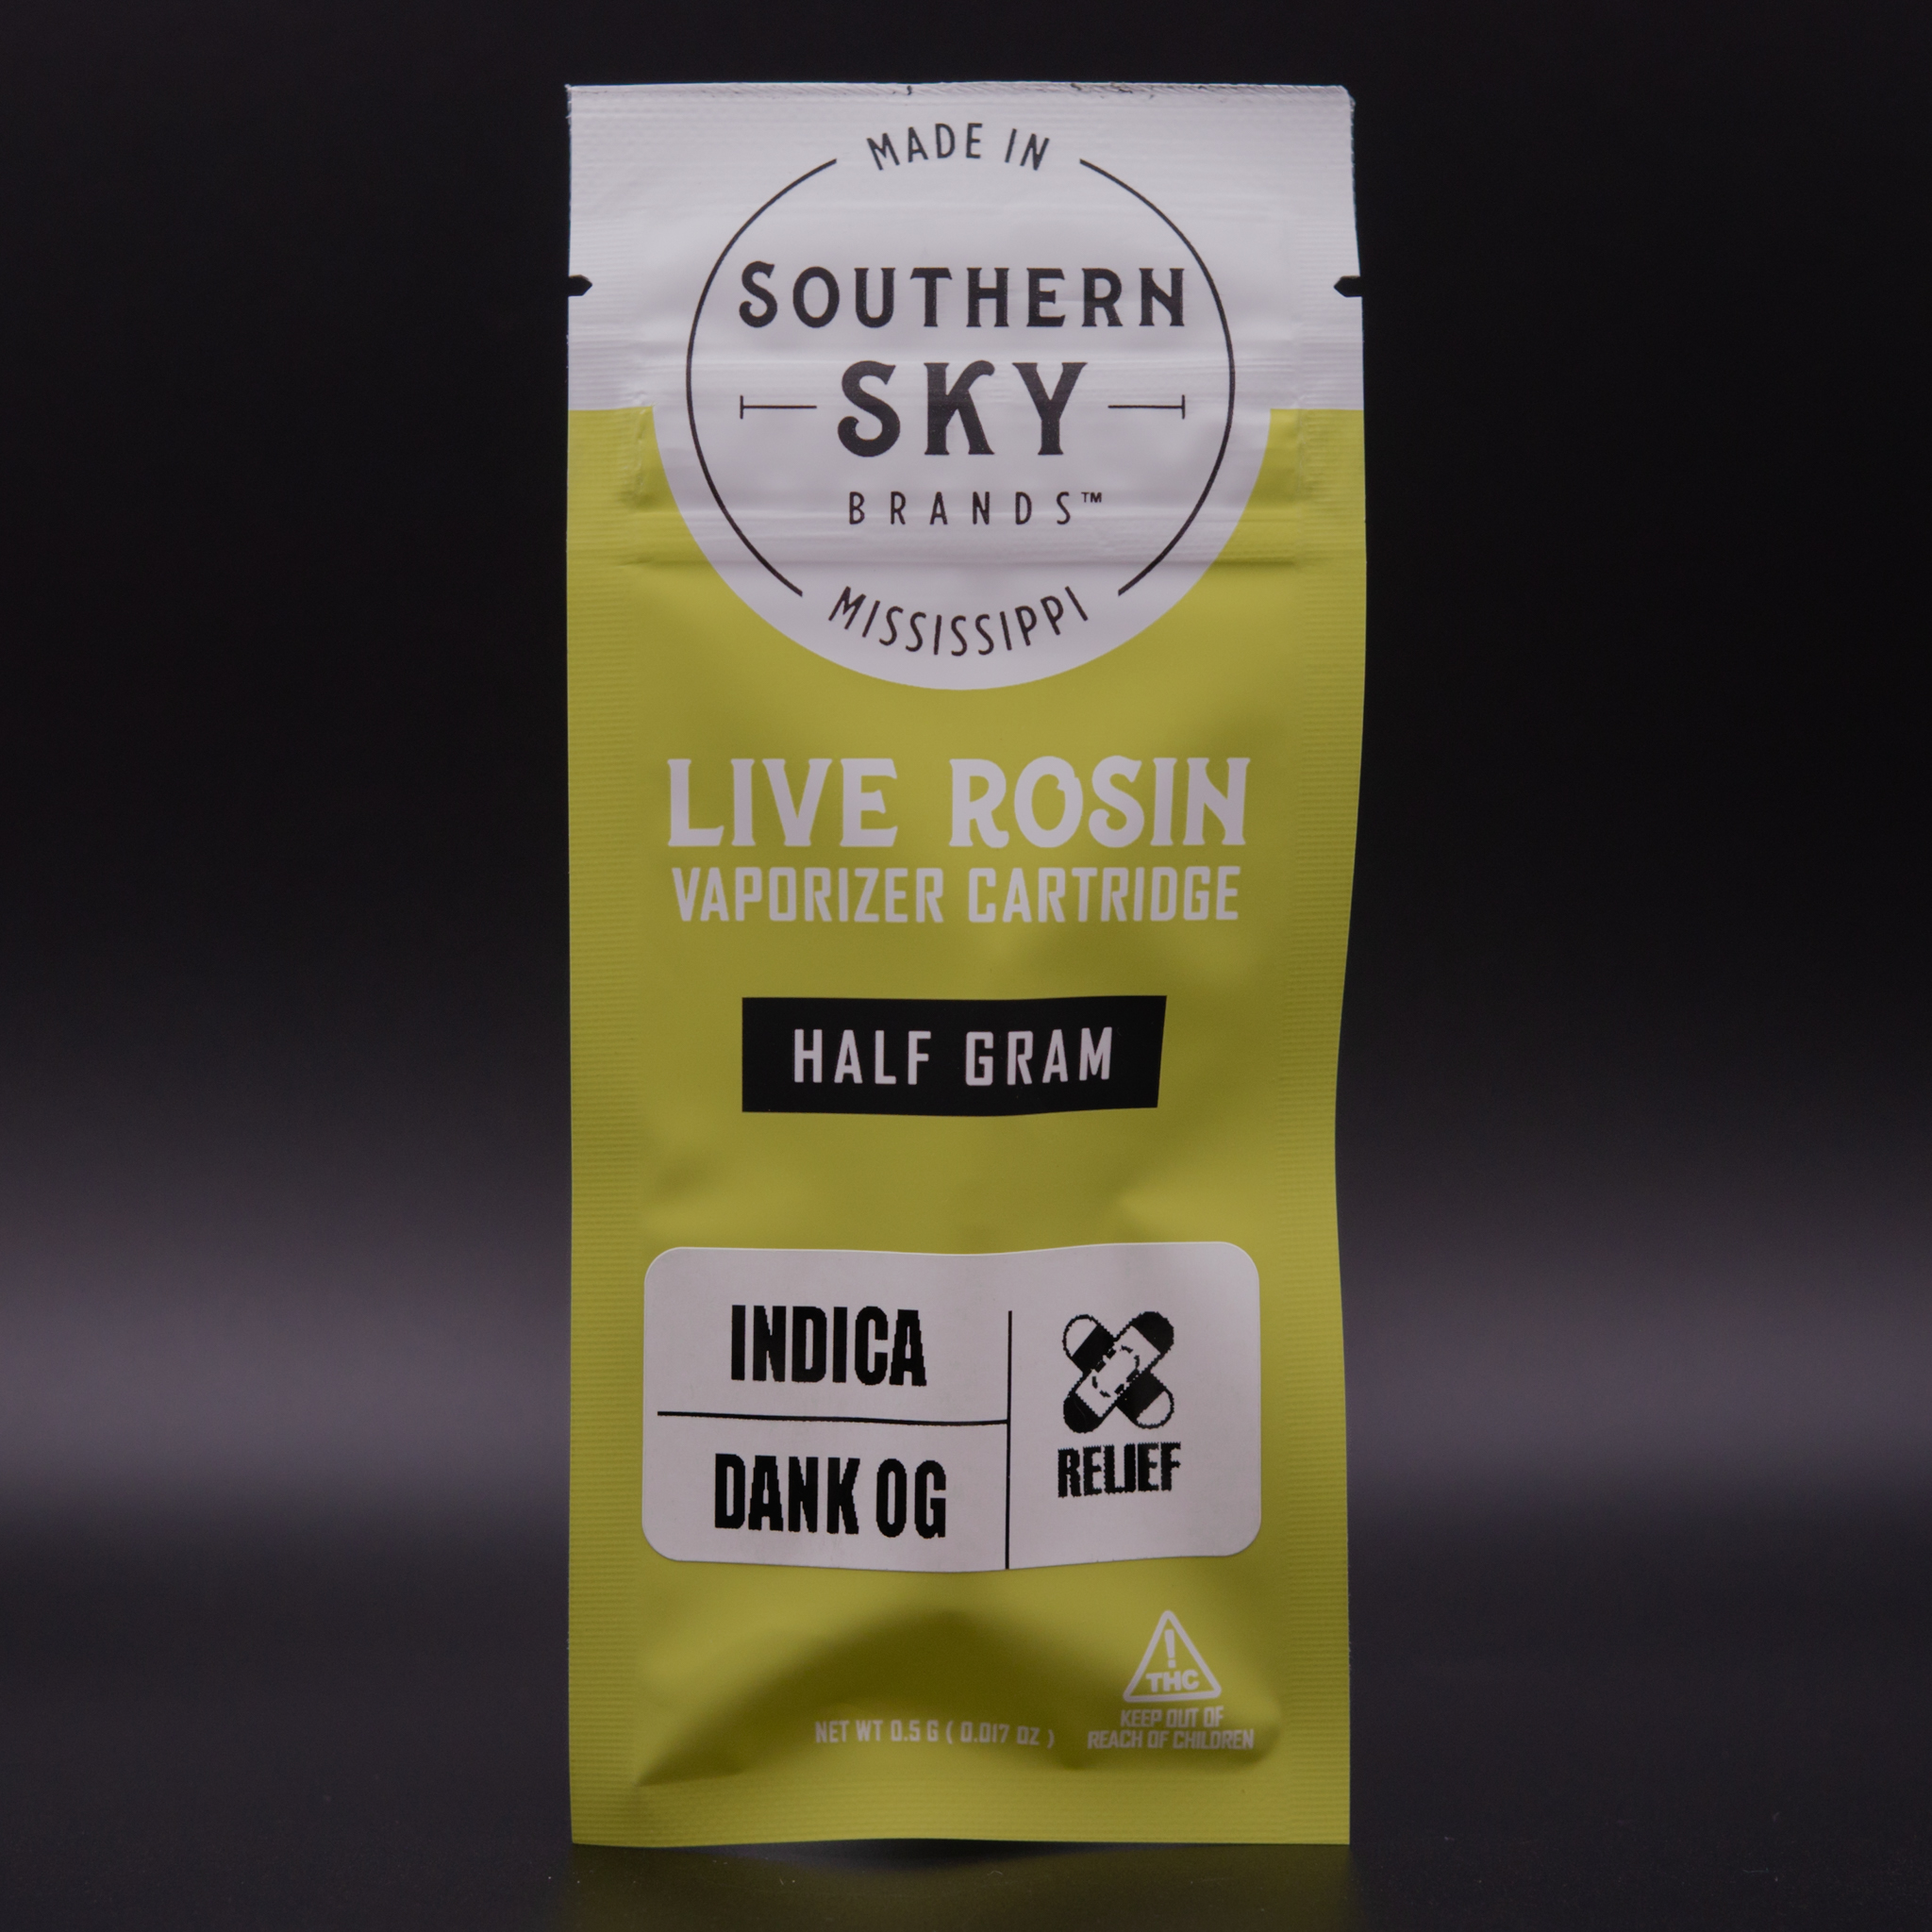 MADE IN
SOUTHERN
SKY
BRANDS™
MISSISSIPPI
LIVE ROSIN
VAPORIZER CARTRIDGE
HALF GRAM
INDICA
DANK OG
RELIEF
!
THC
KEEP OUT OF
REACH OF CHILDREN
NET WT 0.5 G ( 0.017 OZ )